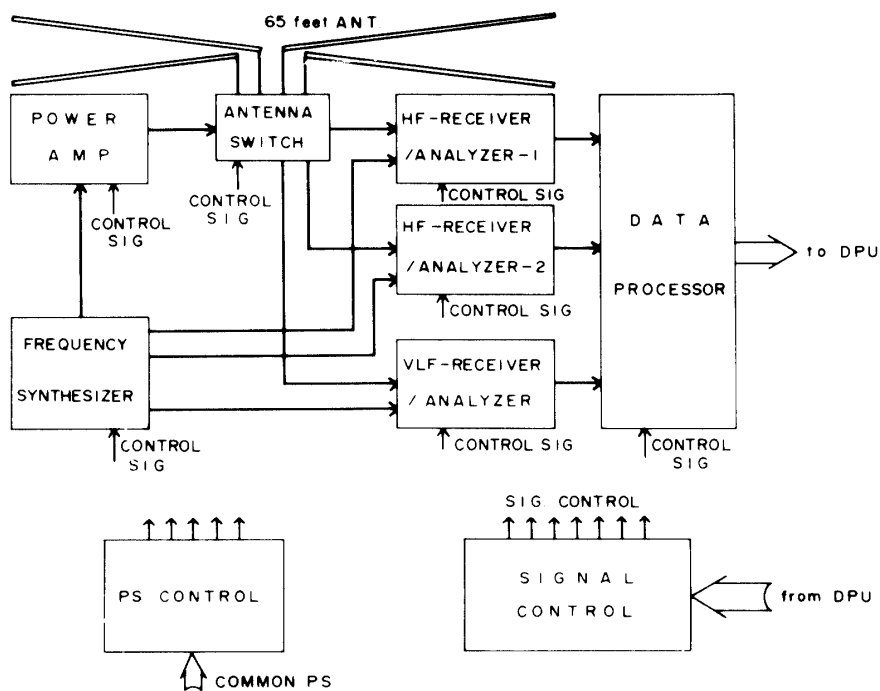 65 feet ANT.
POWER
AMP
ANTENNA
SWITCH
HF-RECEIVER
/ANALYZER-1
DATA
PROCESSOR
to DPU
CONTROL
SIG
CONTROL
SIG
CONTROL SIG
HF-RECEIVER
/ANALYZER-2
CONTROL SIG
FREQUENCY
SYNTHESIZER
VLF-RECEIVER
/ANALYZER
CONTROL
SIG
CONTROL SIG
CONTROL
SIG
SIG CONTROL
PS CONTROL
SIGNAL
CONTROL
from DPU
COMMON PS